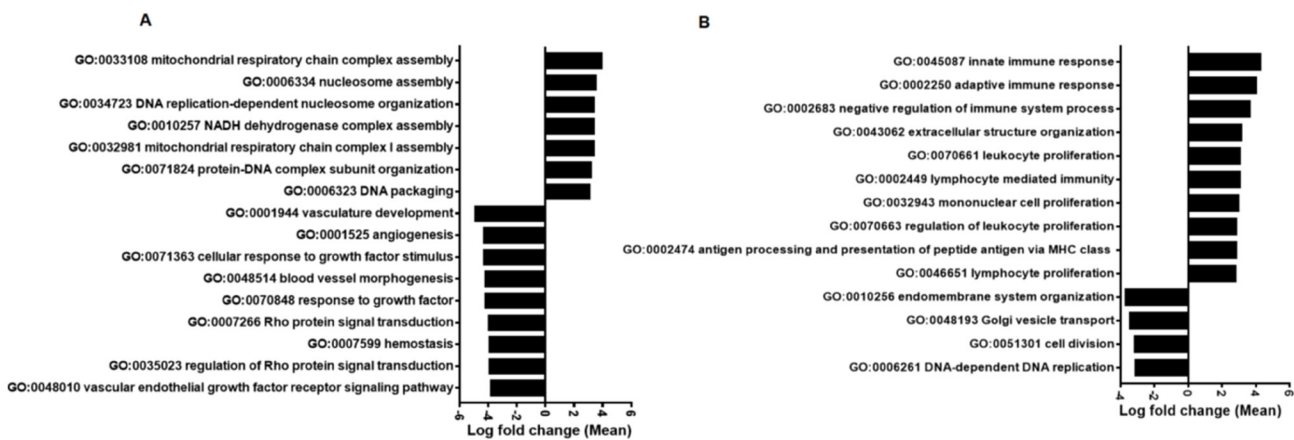 A
GO:0033108 mitochondrial respiratory chain complex assembly
GO:0006334 nucleosome assembly
GO:0034723 DNA replication-dependent nucleosome organization
GO:0010257 NADH dehydrogenase complex assembly
GO:0032981 mitochondrial respiratory chain complex I assembly
GO:0071824 protein-DNA complex subunit organization
GO:0006323 DNA packaging
GO:0001944 vasculature development
GO:0001525 angiogenesis
GO:0071363 cellular response to growth factor stimulus
GO:0048514 blood vessel morphogenesis
GO:0070848 response to growth factor
GO:0007266 Rho protein signal transduction
GO:0007599 hemostasis
GO:0035023 regulation of Rho protein signal transduction
GO:0048010 vascular endothelial growth factor receptor signaling pathway
-6 -4 -2 0 2 4 6
Log fold change (Mean)
B
GO:0045087 innate immune response
GO:0002250 adaptive immune response
GO:0002683 negative regulation of immune system process
GO:0043062 extracellular structure organization
GO:0070661 leukocyte proliferation
GO:0002449 lymphocyte mediated immunity
GO:0032943 mononuclear cell proliferation
GO:0070663 regulation of leukocyte proliferation
GO:0002474 antigen processing and presentation of peptide antigen via MHC class
GO:0046651 lymphocyte proliferation
GO:0010256 endomembrane system organization
GO:0048193 Golgi vesicle transport
GO:0051301 cell division
GO:0006261 DNA-dependent DNA replication
-4 -2 0 2 4 6
Log fold change (Mean)